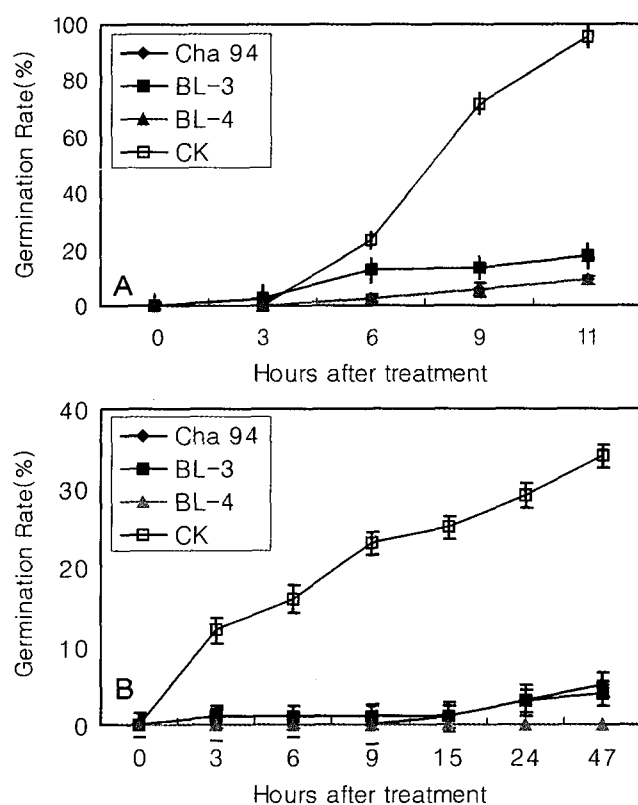 100
80
60
40
20
0
Germination Rate(%)
Cha 94
BL-3
BL-4
CK
A
0 3 6 9 11
Hours after treatment
40
30
20
10
0
Germination Rate(%)
Cha 94
BL-3
BL-4
CK
B
0 3 6 9 15 24 47
Hours after treatment